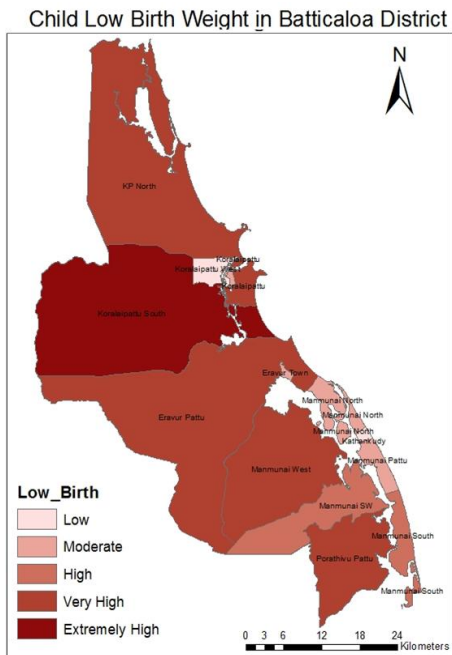 Child Low Birth Weight in Batticaloa District
N
KP North
Koralaipattu
Koralaipattu West
Koralaipattu
Koralaipattu South
Eravur Town
Manmunai North
Manmunai North
Eravur Pattu
Manmunai North
Kathankudy
Manmunai Pattu
Manmunai West
Manmunai SW
Manmunai South
Porathivu Pattu
Manmunai South
Low_Birth
Low
Moderate
High
Very High
Extremely High
0 3 6 12 18 24
Kilometers